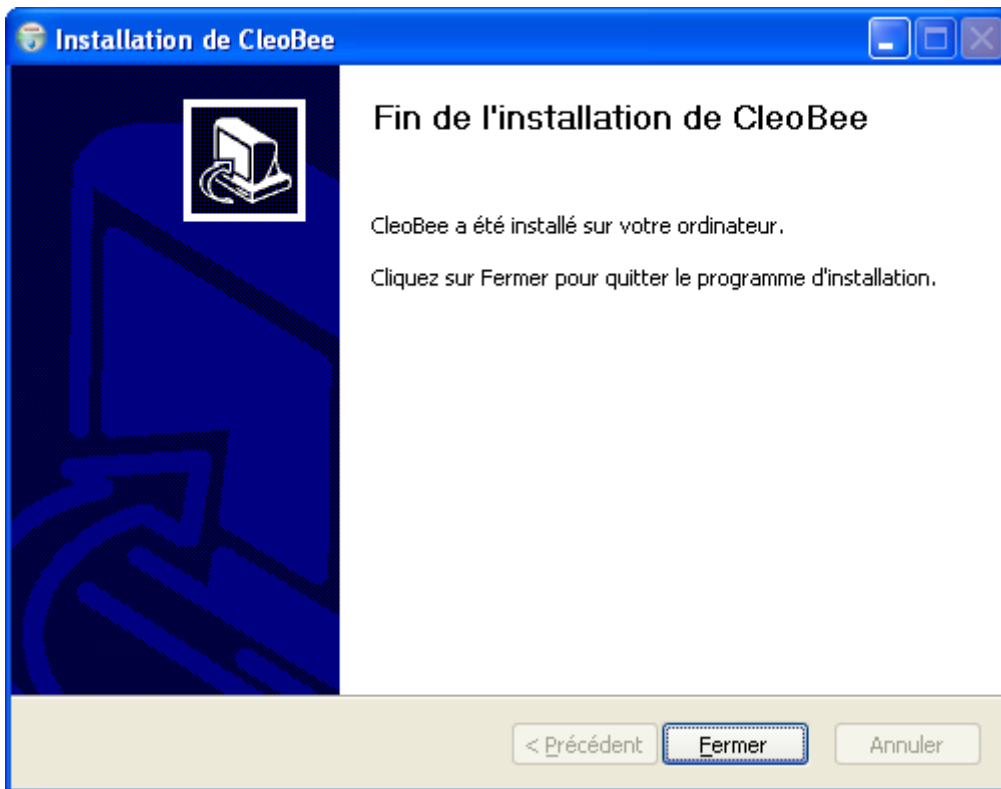 Installation de CleoBee
Fin de l'installation de CleoBee
CleoBee a été installé sur votre ordinateur.
Cliquez sur Fermer pour quitter le programme d'installation.
< Précédent
Fermer
Annuler